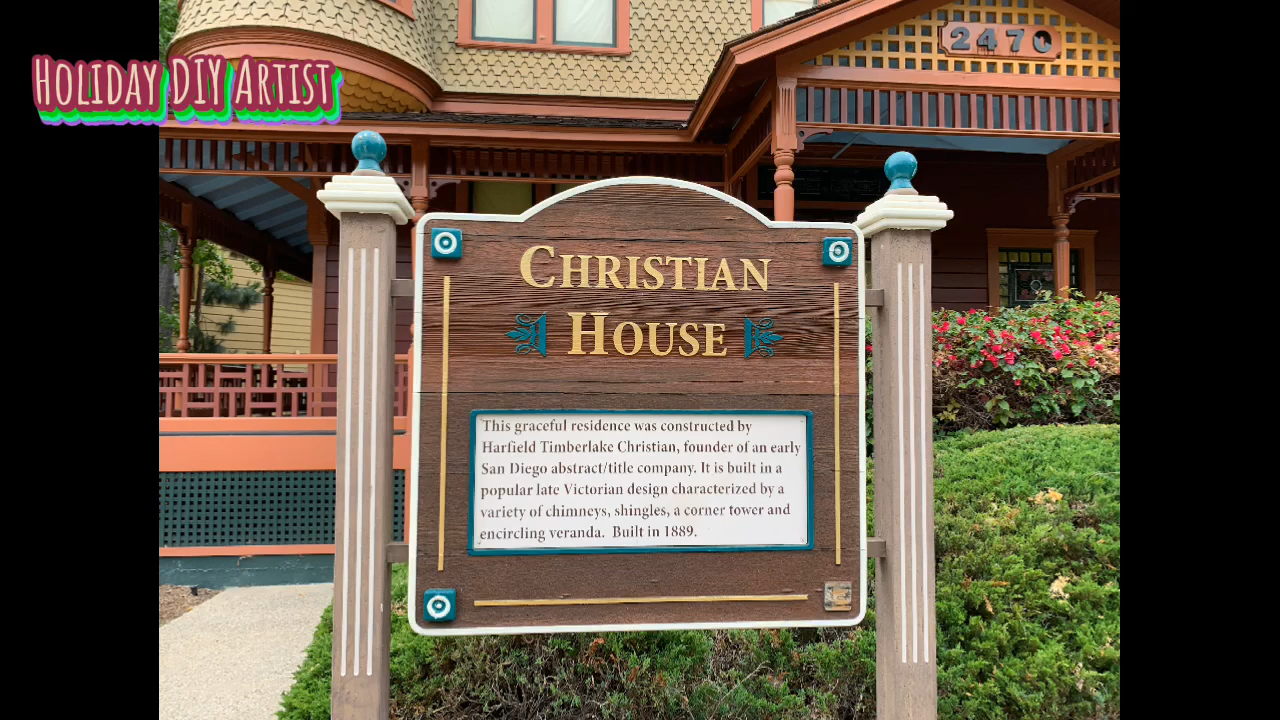 Holiday DIY Artist
2470
Christian
House
This graceful residence was constructed by
Harfield Timberlake Christian, founder of an early
San Diego abstract/title company. It is built in a
popular late Victorian design characterized by a
variety of chimneys, shingles, a corner tower and
encircling veranda. Built in 1889.